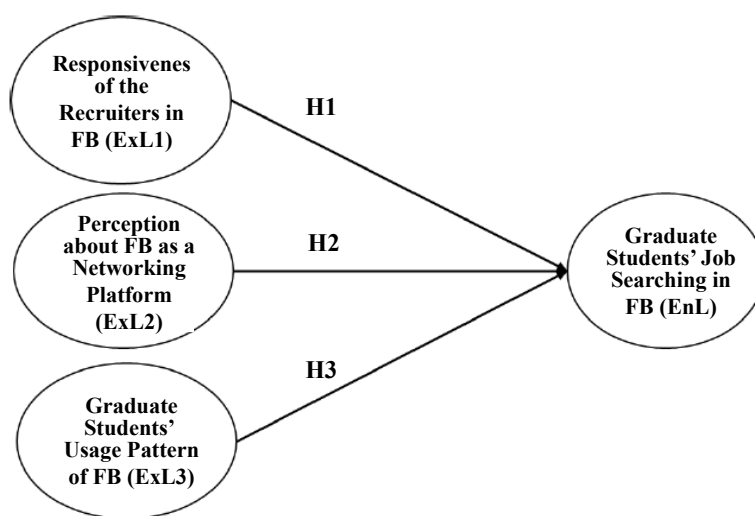 Responsivenes
of the
Recruiters in
FB (ExL1)
H1
Perception
about FB as a
Networking
Platform
(ExL2)
H2
Graduate
Students' Job
Searching in
FB (EnL)
H3
Graduate
Students’
Usage Pattern
of FB (ExL3)